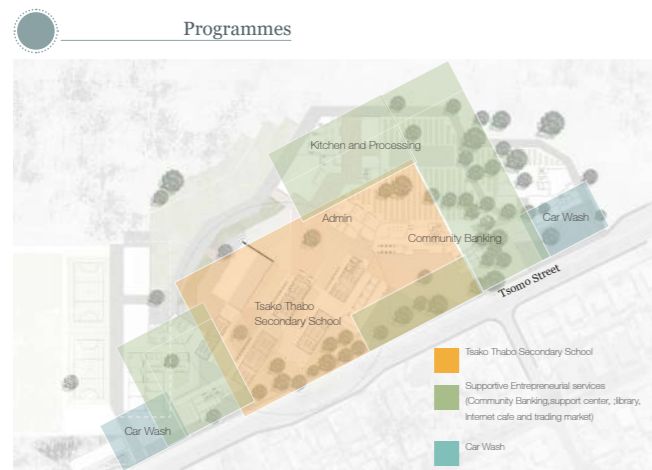 Programmes
Kitchen and Processing
Admin
Car Wash
Community Banking
Tsomo Street
Tsako Thabo
Secondary School
Car Wash
Tsako Thabo Secondary School
Supportive Entrepreneurial services
(Community Banking,support center, ;library,
Internet cafe and trading market)
Car Wash